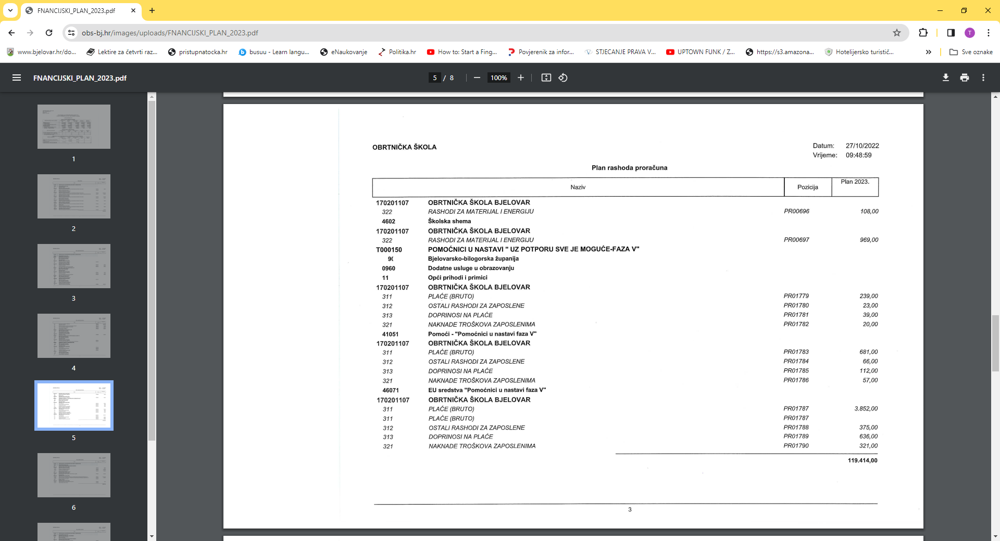 FNANCIJSKI_PLAN_2023.pdf
obs-bj.hr/images/uploads/FNANCIJSKI_PLAN_2023.pdf
T
www.bjelovar.hr/do... Lektire za četvrti raz... pristupnatocka.hr busuu - Learn langu... eNaukovanje Politika.hr How to: Start a Fing... Povjerenik za infor... STJECANJE PRAVA V... UPTOWN FUNK / Z... https://s3.amazona... Hotelijersko turistič... Sve oznake
FNANCIJSKI_PLAN_2023.pdf 5 / 8 100%
1
2
3
4
5
6
OBRTNIČKA ŠKOLA
Datum: 27/10/2022
Vrijeme: 09:48:59
Plan rashoda proračuna
Naziv Pozicija Plan 2023.
170201107 OBRTNIČKA ŠKOLA BJELOVAR
322 RASHODI ZA MATERIJAL I ENERGIJU PR00696 108,00
4602 Školska shema
170201107 OBRTNIČKA ŠKOLA BJELOVAR
322 RASHODI ZA MATERIJAL I ENERGIJU PR00697 969,00
T000150 POMOĆNICI U NASTAVI " UZ POTPORU SVE JE MOGUĆE-FAZA V"
Bjelovarsko-bilogorska županija
0960 Dodatne usluge u obrazovanju
11 Opći prihodi i primici
170201107 OBRTNIČKA ŠKOLA BJELOVAR
311 PLAĆE (BRUTO) PR01779 239,00
312 OSTALI RASHODI ZA ZAPOSLENE PR01780 23,00
313 DOPRINOSI NA PLAĆE PR01781 39,00
321 NAKNADE TROŠKOVA ZAPOSLENIMA PR01782 20,00
41051 Pomoći - "Pomoćnici u nastavi faza V"
170201107 OBRTNIČKA ŠKOLA BJELOVAR
311 PLAĆE (BRUTO) PR01783 681,00
312 OSTALI RASHODI ZA ZAPOSLENE PR01784 66,00
313 DOPRINOSI NA PLAĆE PR01785 112,00
321 NAKNADE TROŠKOVA ZAPOSLENIMA PR01786 57,00
46071 EU sredstva "Pomoćnici u nastavi faza V"
170201107 OBRTNIČKA ŠKOLA BJELOVAR
311 PLAĆE (BRUTO) PR01787 3.852,00
311 PLAĆE (BRUTO) PR01787
312 OSTALI RASHODI ZA ZAPOSLENE PR01788 375,00
313 DOPRINOSI NA PLAĆE PR01789 636,00
321 NAKNADE TROŠKOVA ZAPOSLENIMA PR01790 321,00
119.414,00
3